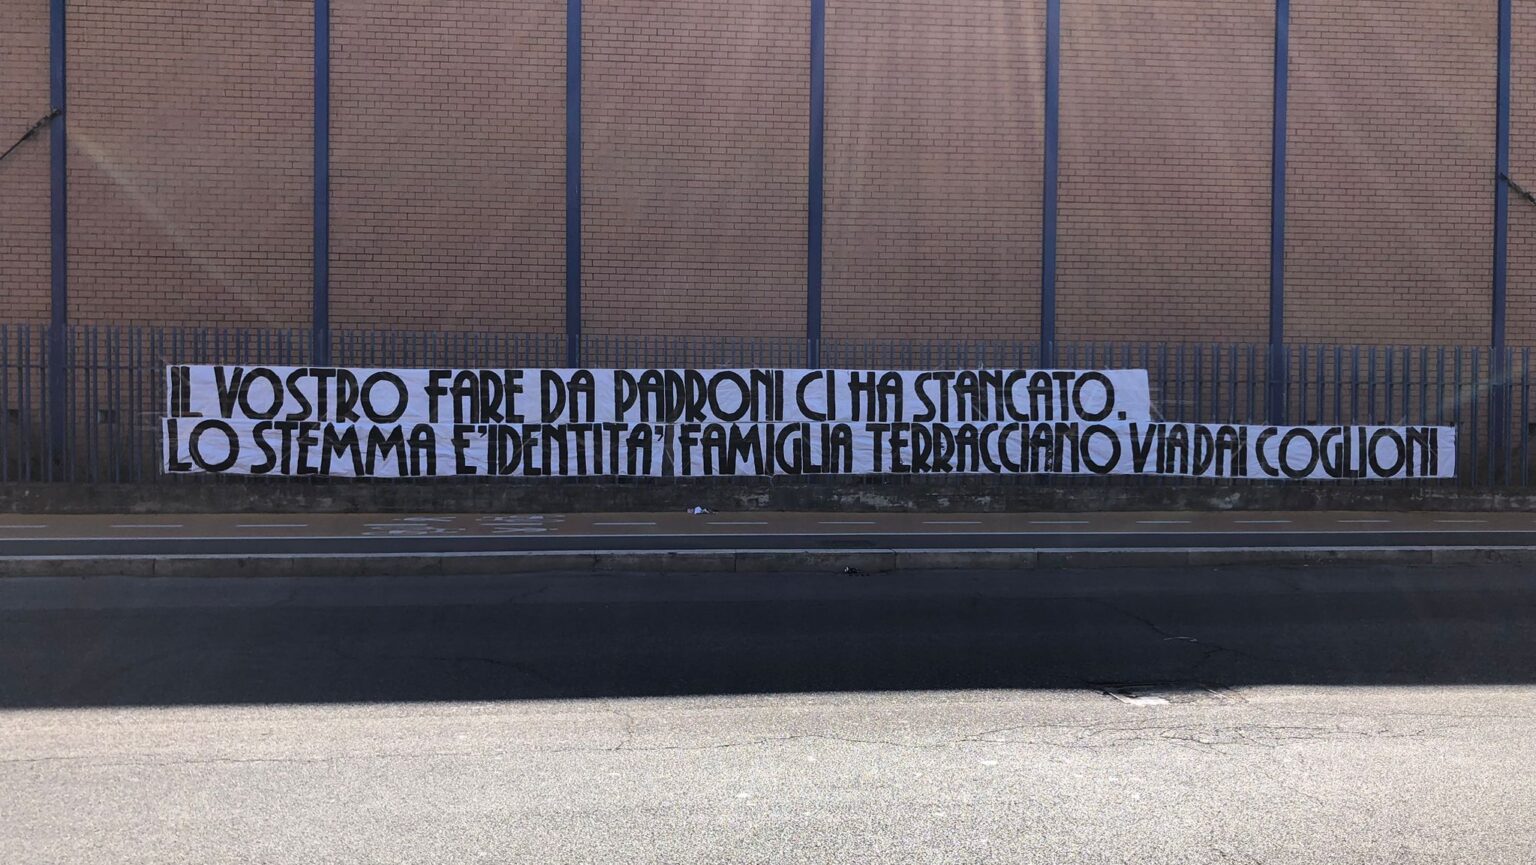 IL VOSTRO FARE DA PADRONI CI HA STANCATO.
LO STEMMA E'IDENTITA'! FAMIGLIA TERRACCIANO VIA DAI COGLIONI